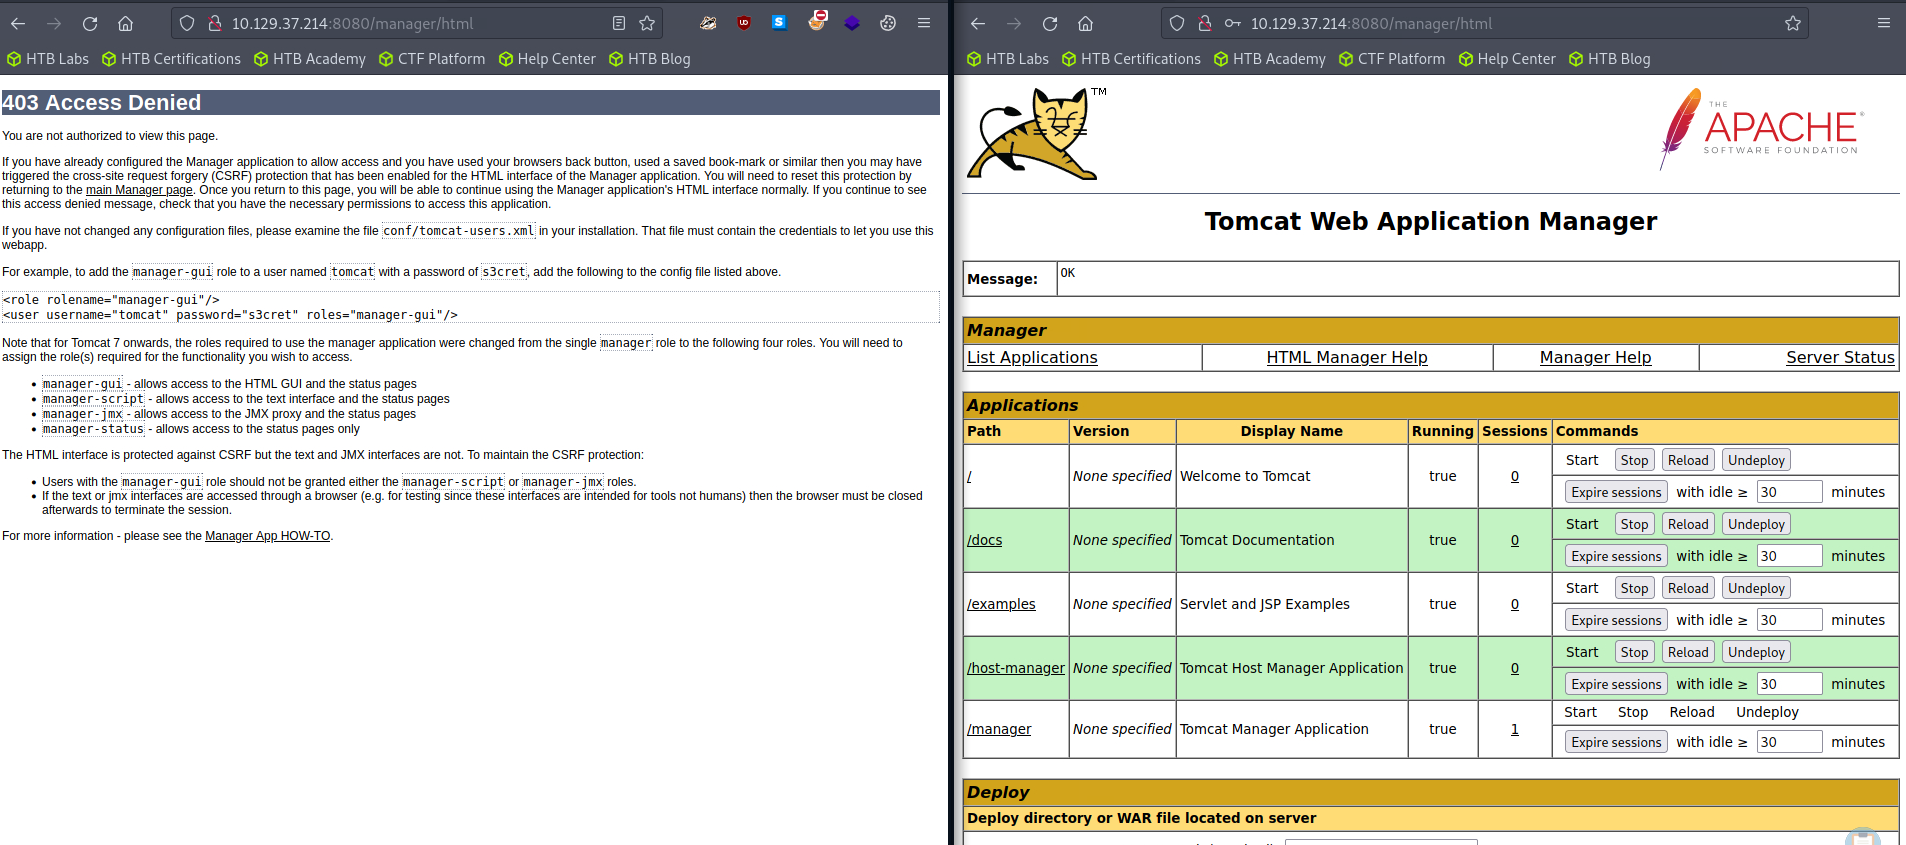 10.129.37.214:8080/manager/html
HTB Labs HTB Certifications HTB Academy CTF Platform Help Center HTB Blog
403 Access Denied
You are not authorized to view this page.
If you have already configured the Manager application to allow access and you have used your browsers back button, used a saved book-mark or similar then you may have
triggered the cross-site request forgery (CSRF) protection that has been enabled for the HTML interface of the Manager application. You will need to reset this protection by
returning to the main Manager page. Once you return to this page, you will be able to continue using the Manager application's HTML interface normally. If you continue to see
this access denied message, check that you have the necessary permissions to access this application.
If you have not changed any configuration files, please examine the file conf/tomcat-users.xml in your installation. That file must contain the credentials to let you use this
webapp.
For example, to add the manager-gui role to a user named tomcat with a password of s3cret, add the following to the config file listed above.
<role rolename="manager-gui"/>
<user username="tomcat" password="s3cret" roles="manager-gui"/>
Note that for Tomcat 7 onwards, the roles required to use the manager application were changed from the single manager role to the following four roles. You will need to
assign the role(s) required for the functionality you wish to access.
• manager-gui - allows access to the HTML GUI and the status pages
• manager-script - allows access to the text interface and the status pages
• manager-jmx - allows access to the JMX proxy and the status pages
• manager-status - allows access to the status pages only
The HTML interface is protected against CSRF but the text and JMX interfaces are not. To maintain the CSRF protection:
• Users with the manager-gui role should not be granted either the manager-script or manager-jmx roles.
• If the text or jmx interfaces are accessed through a browser (e.g. for testing since these interfaces are intended for tools not humans) then the browser must be closed
afterwards to terminate the session.
For more information - please see the Manager App HOW-TO.
10.129.37.214:8080/manager/html
HTB Labs HTB Certifications HTB Academy CTF Platform Help Center HTB Blog
TM
THE
APACHE®
SOFTWARE FOUNDATION
Tomcat Web Application Manager
Message: OK
Manager
List Applications HTML Manager Help Manager Help Server Status
Applications
Path Version Display Name Running Sessions Commands
/ None specified Welcome to Tomcat true 0 Start Stop Reload Undeploy
Expire sessions with idle ≥ 30 minutes
/docs None specified Tomcat Documentation true 0 Start Stop Reload Undeploy
Expire sessions with idle ≥ 30 minutes
/examples None specified Servlet and JSP Examples true 0 Start Stop Reload Undeploy
Expire sessions with idle ≥ 30 minutes
/host-manager None specified Tomcat Host Manager Application true 0 Start Stop Reload Undeploy
Expire sessions with idle ≥ 30 minutes
/manager None specified Tomcat Manager Application true 1 Start Stop Reload Undeploy
Expire sessions with idle ≥ 30 minutes
Deploy
Deploy directory or WAR file located on server